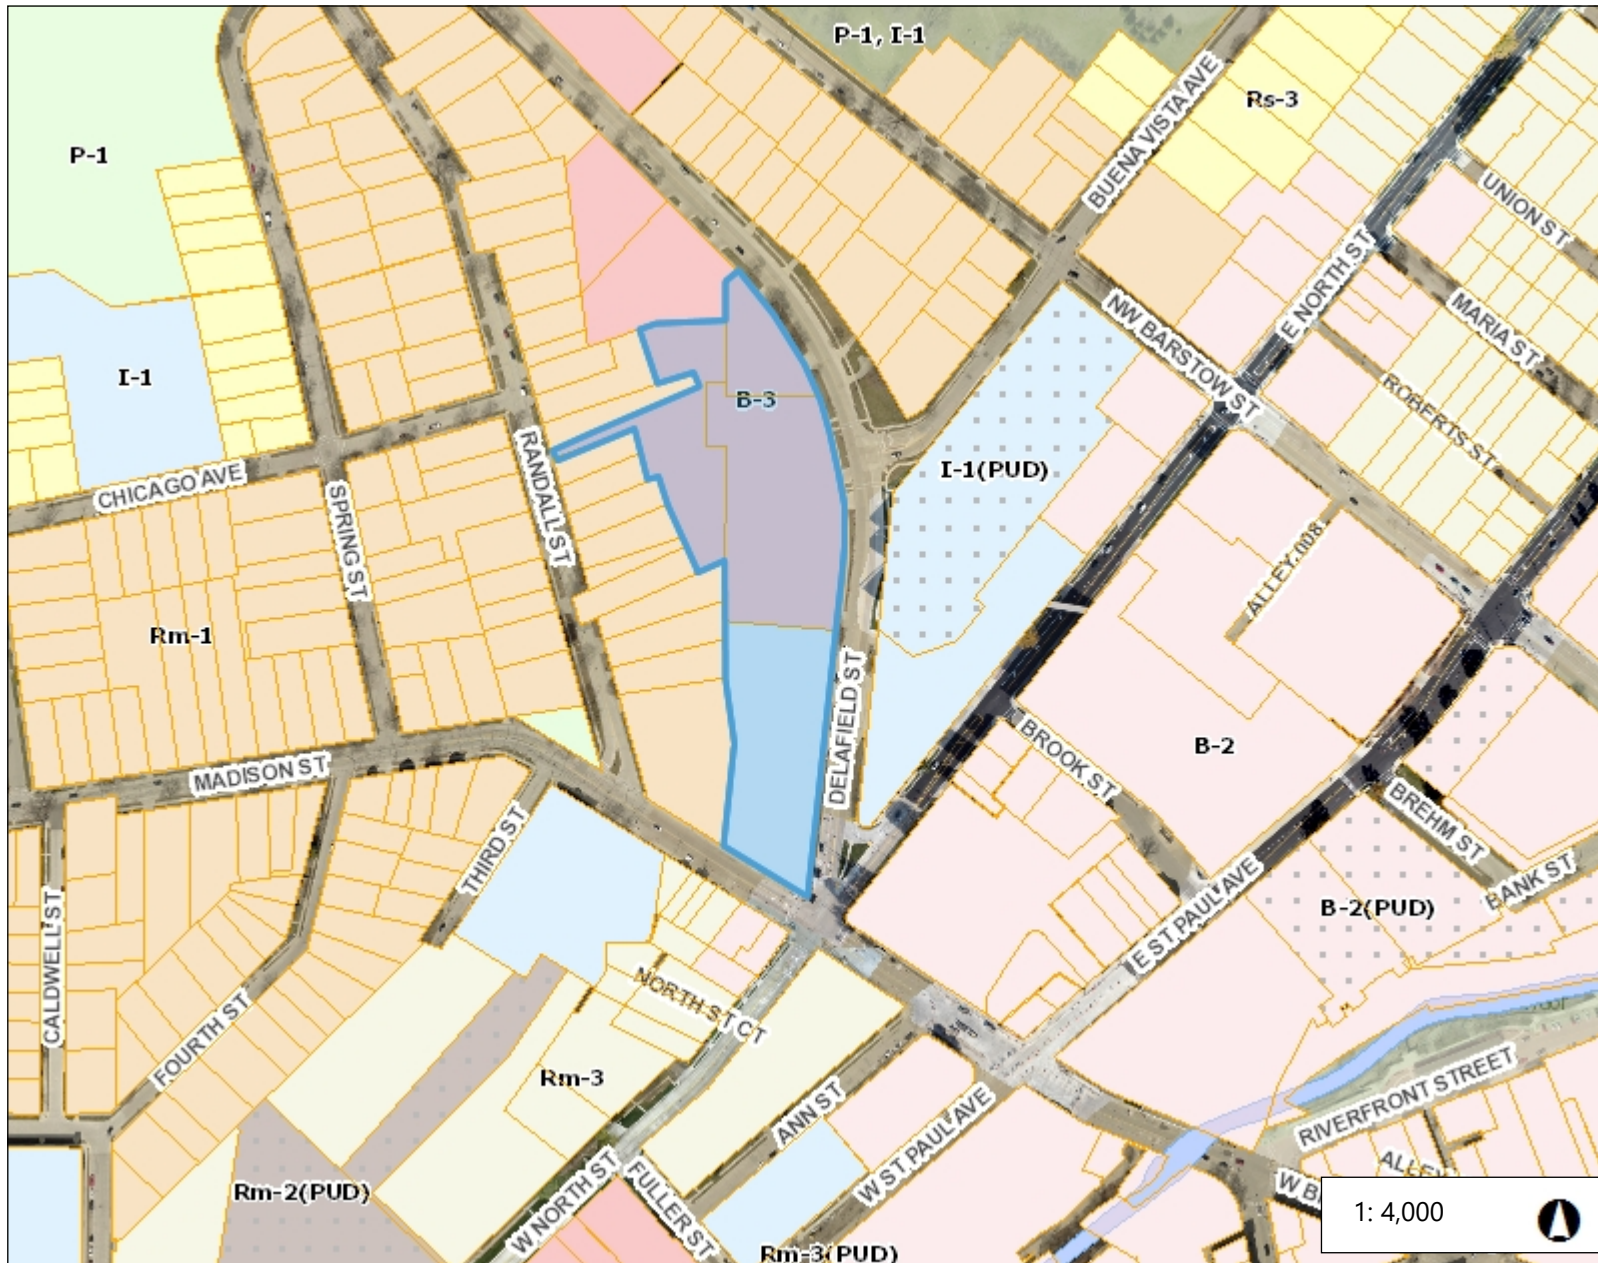 P-1, I-1
Rs-3
P-1
BUENA VISTA AVE
UNION ST
E NORTH ST
MARIA ST
NW BARSTOW ST
I-1
B-3
ROBERTS ST
RANDALL ST
I-1(PUD)
CHICAGO AVE
SPRING ST
ALLEY 008
Rm-1
DELAFIELD ST
BROOK ST
B-2
MADISON ST
BREHM ST
THIRD ST
BANK ST
B-2(PUD)
E ST PAUL AVE
CALDWELL ST
NORTH ST CT
FOURTH ST
Rm-3
RIVERFRONT STREET
ANN ST
W ST PAUL AVE
ALLEY
Rm-2(PUD)
W NORTH ST
FULLER ST
1: 4,000
Rm-3(PUD)